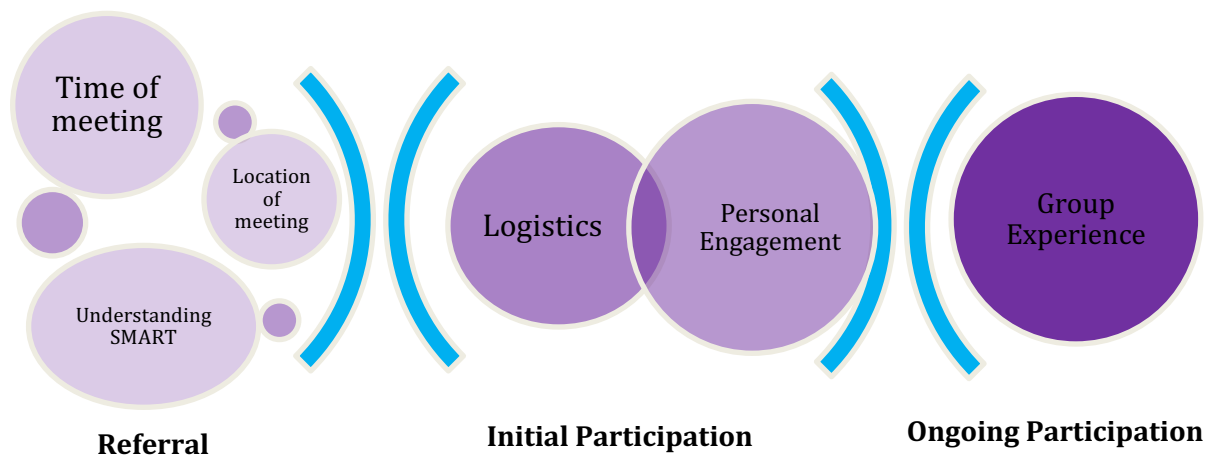 Time of
meeting
Location
of
meeting
Understanding
SMART
Referral
Logistics
Personal
Engagement
Initial Participation
Group
Experience
Ongoing Participation